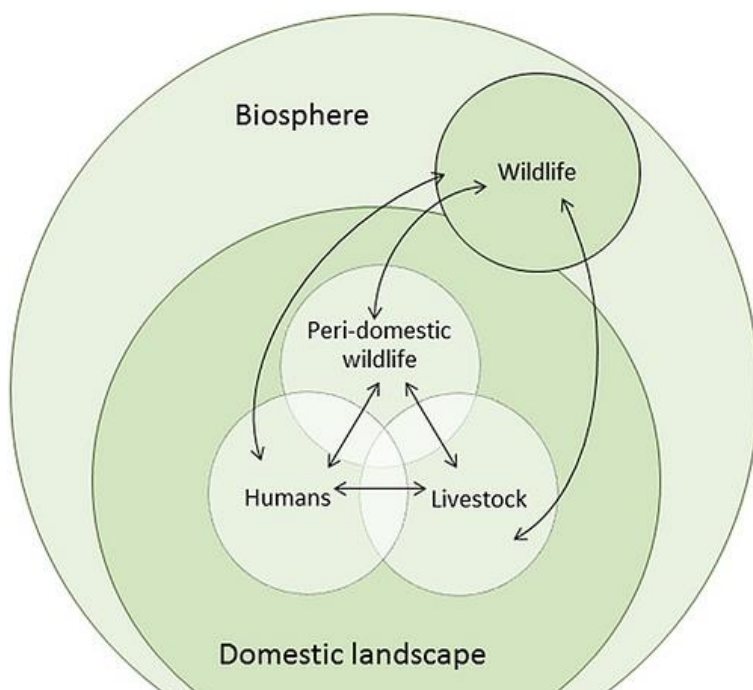 Biosphere
Wildlife
Peri-domestic
wildlife
Humans
Livestock
Domestic landscape